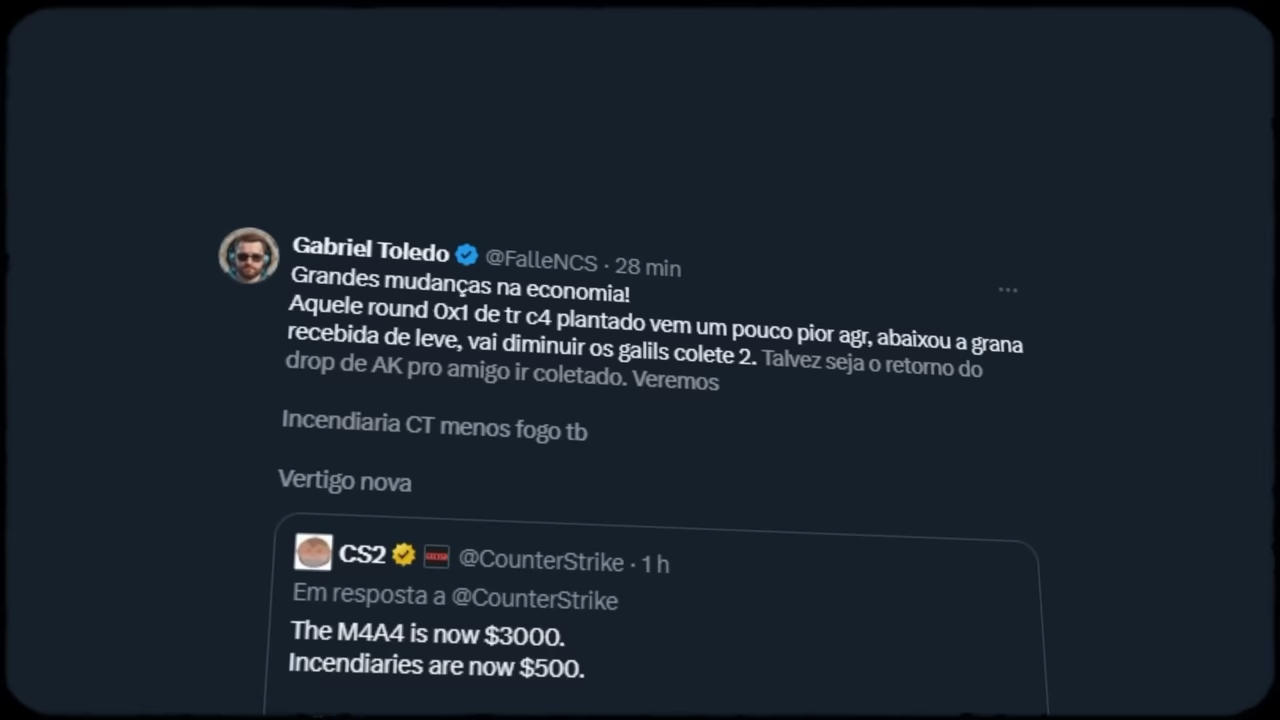 Gabriel Toledo @FalleNCS · 28 min
Grandes mudanças na economia!
Aquele round 0x1 de tr c4 plantado vem um pouco pior agr, abaixou a grana
recebida de leve, vai diminuir os galils colete 2. Talvez seja o retorno do
drop de AK pro amigo ir coletado. Veremos
Incendiaria CT menos fogo tb
Vertigo nova
CS2 @CounterStrike · 1 h
Em resposta a @CounterStrike
The M4A4 is now $3000.
Incendiaries are now $500.